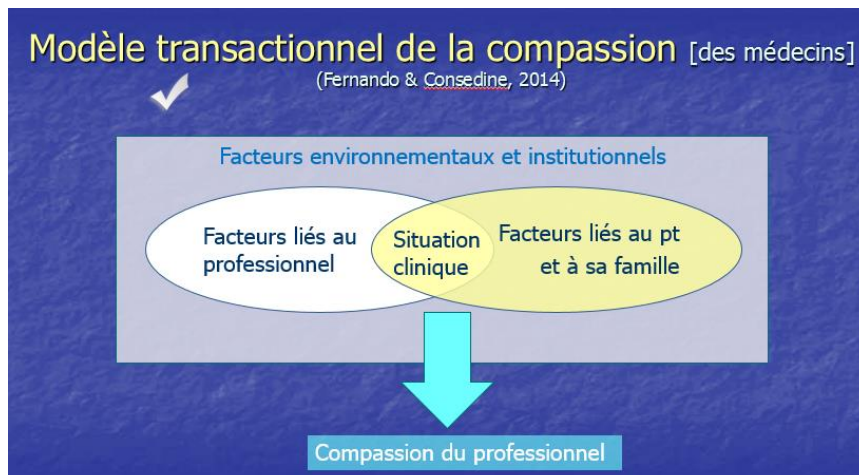 Modèle transactionnel de la compassion [des médecins]
(Fernando & Consedine, 2014)
Facteurs environnementaux et institutionnels
Facteurs liés au
professionnel
Situation
clinique
Facteurs liés au pt
et à sa famille
Compassion du professionnel